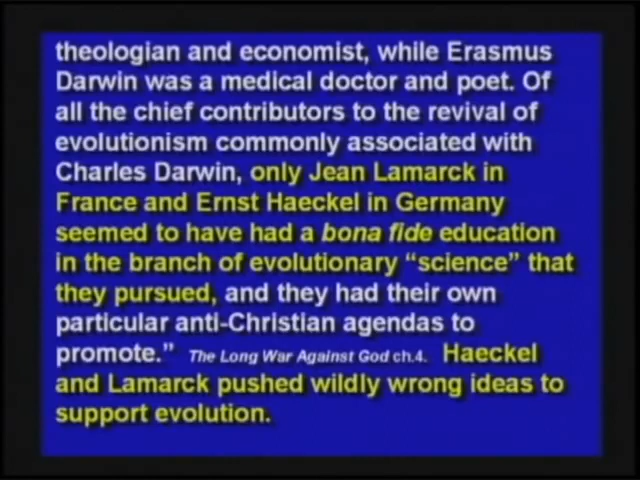 theologian and economist, while Erasmus
Darwin was a medical doctor and poet. Of
all the chief contributors to the revival of
evolutionism commonly associated with
Charles Darwin, only Jean Lamarck in
France and Ernst Haeckel in Germany
seemed to have had a bona fide education
in the branch of evolutionary “science” that
they pursued, and they had their own
particular anti-Christian agendas to
promote.” The Long War Against God ch.4. Haeckel
and Lamarck pushed wildly wrong ideas to
support evolution.